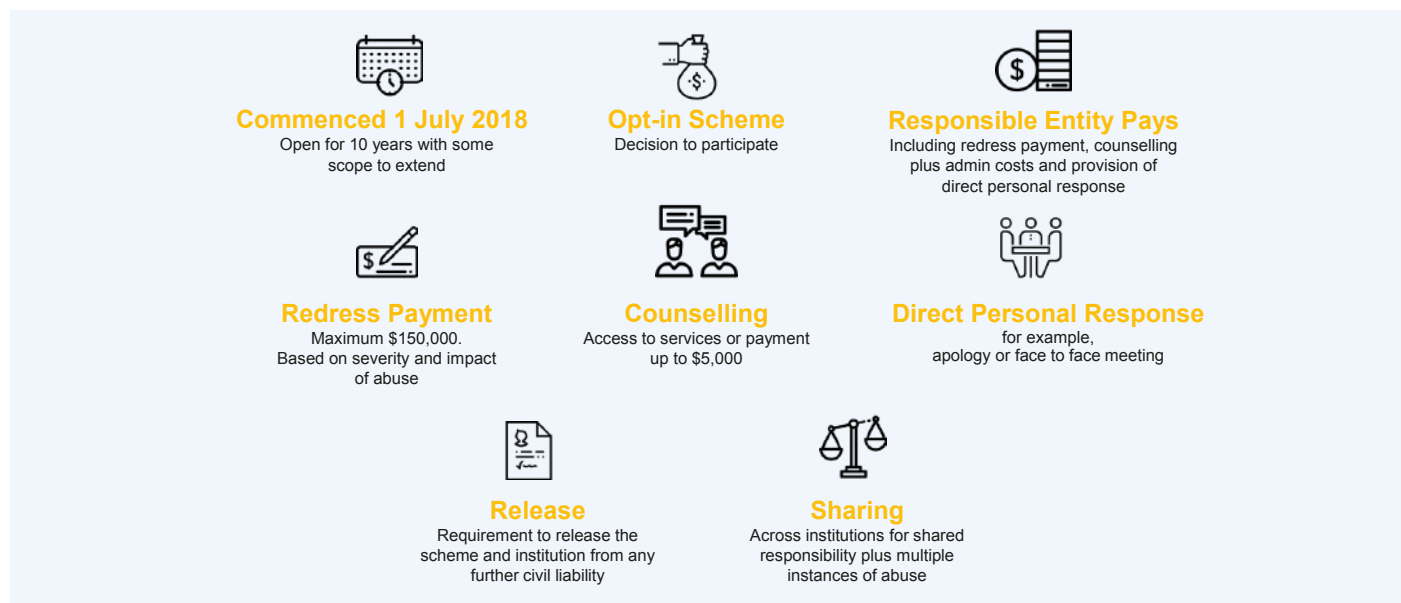 Commenced 1 July 2018
Open for 10 years with some
scope to extend
Opt-in Scheme
Decision to participate
Responsible Entity Pays
Including redress payment, counselling
plus admin costs and provision of
direct personal response
Redress Payment
Maximum $150,000.
Based on severity and impact
of abuse
Counselling
Access to services or payment
up to $5,000
Direct Personal Response
for example,
apology or face to face meeting
Release
Requirement to release the
scheme and institution from any
further civil liability
Sharing
Across institutions for shared
responsibility plus multiple
instances of abuse